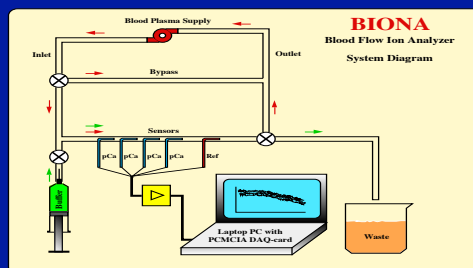 BIONA
Blood Flow Ion Analyzer
System Diagram
Blood Plasma Supply
Inlet
Outlet
Bypass
Sensors
pCa
pCa
pCa
pCa
Ref
Buffer
Laptop PC with
PCMCIA DAQ-card
Waste